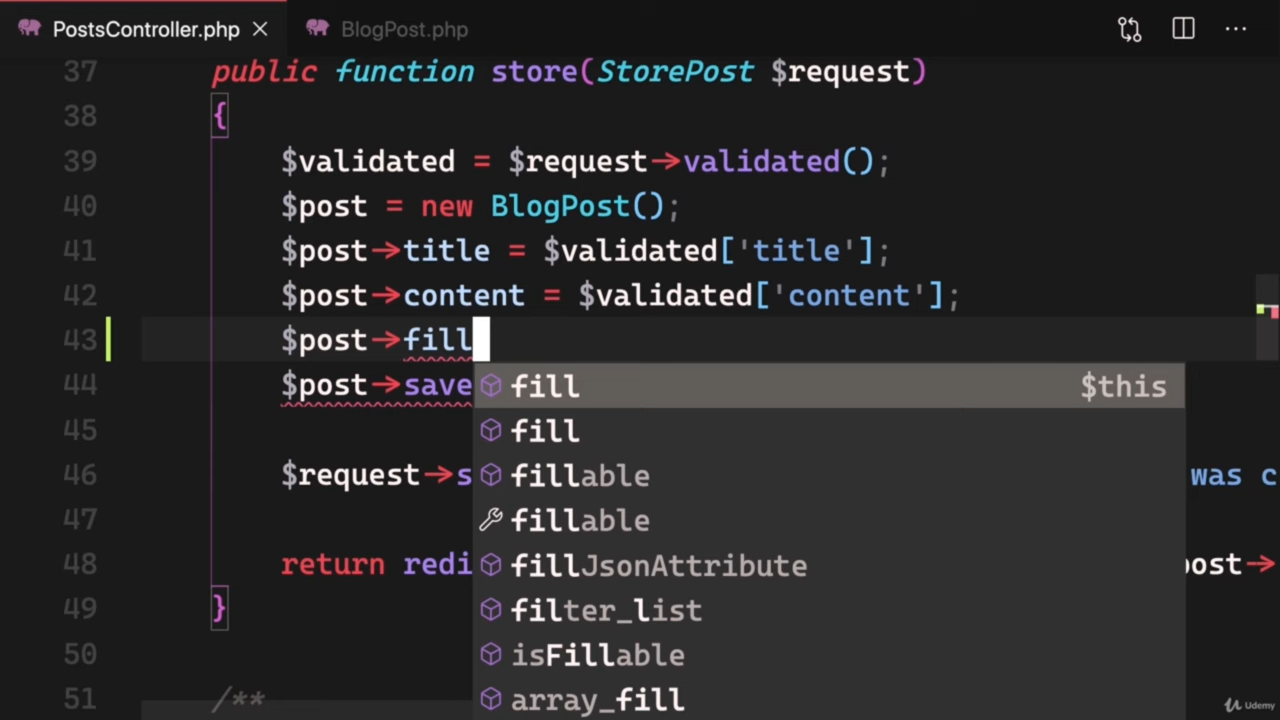 PostsController.php
BlogPost.php
37 public function store(StorePost $request)
38 {
39 $validated = $request->validated();
40 $post = new BlogPost();
41 $post->title = $validated['title'];
42 $post->content = $validated['content'];
43 $post->fill
44 $post->save
fill $this
fill
fillable
fillable
fillJsonAttribute
filter_list
isFillable
array_fill
45
46 $request->s was c
47
48 return redi post->
49 }
50
51 /**
Udemy